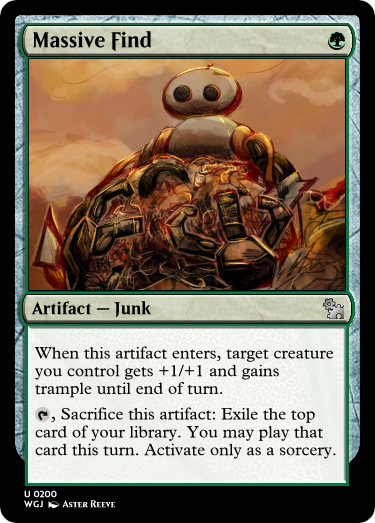 Massive Find
Artifact — Junk
When this artifact enters, target creature
you control gets +1/+1 and gains
trample until end of turn.
, Sacrifice this artifact: Exile the top
card of your library. You may play that
card this turn. Activate only as a sorcery.
U 0200
WGJ Aster Reeve